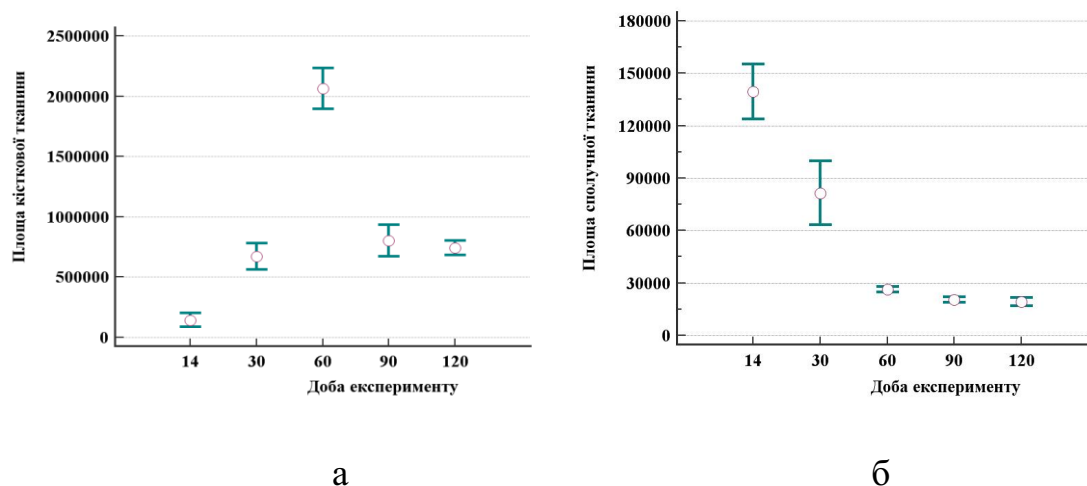 2500000
2000000
1500000
1000000
500000
0
Площа кісткової тканини
14 30 60 90 120
Доба експерименту
а
180000
150000
120000
90000
60000
30000
0
Площа сполучної тканини
14 30 60 90 120
Доба експерименту
б